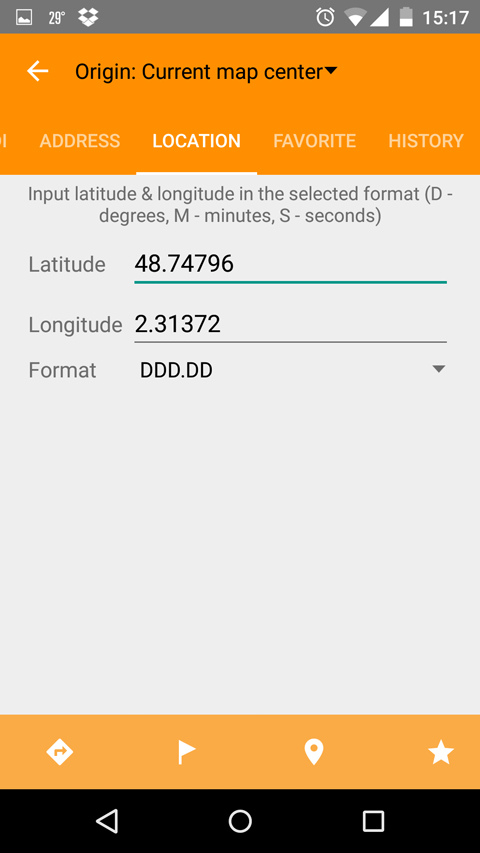 29° 15:17
Origin: Current map center
ADDRESS LOCATION FAVORITE HISTORY
Input latitude & longitude in the selected format (D -
degrees, M - minutes, S - seconds)
Latitude 48.74796
Longitude 2.31372
Format DDD.DD